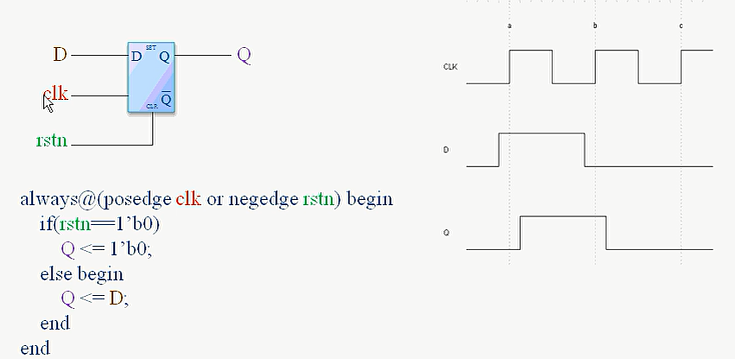 D
D SET Q
Q
clk
Q
CLR
rstn
always@(posedge clk or negedge rstn) begin
if(rstn==1’b0)
Q <= 1’b0;
else begin
Q <= D;
end
end
a b c
CLK
D
Q